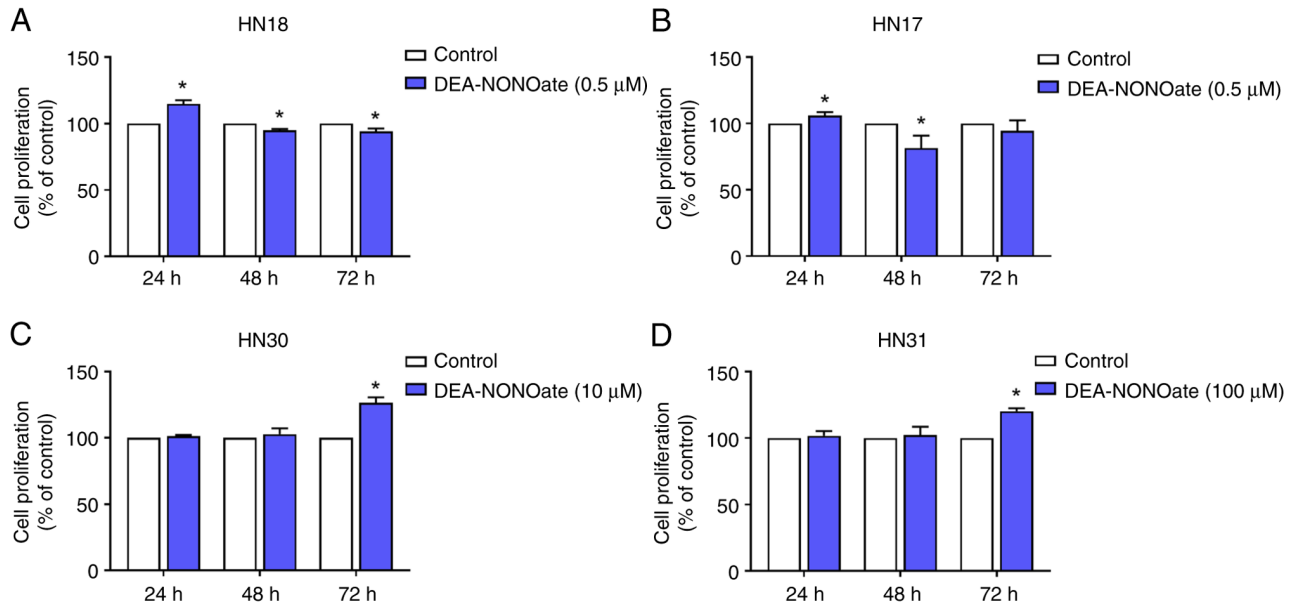 A
HN18
Cell proliferation
(% of control)
150
100
50
0
*
*
*
24 h
48 h
72 h
Control
DEA-NONOate (0.5 µM)
B
HN17
Cell proliferation
(% of control)
150
100
50
0
*
*
24 h
48 h
72 h
Control
DEA-NONOate (0.5 µM)
C
HN30
Cell proliferation
(% of control)
150
100
50
0
*
24 h
48 h
72 h
Control
DEA-NONOate (10 µM)
D
HN31
Cell proliferation
(% of control)
150
100
50
0
*
24 h
48 h
72 h
Control
DEA-NONOate (100 µM)